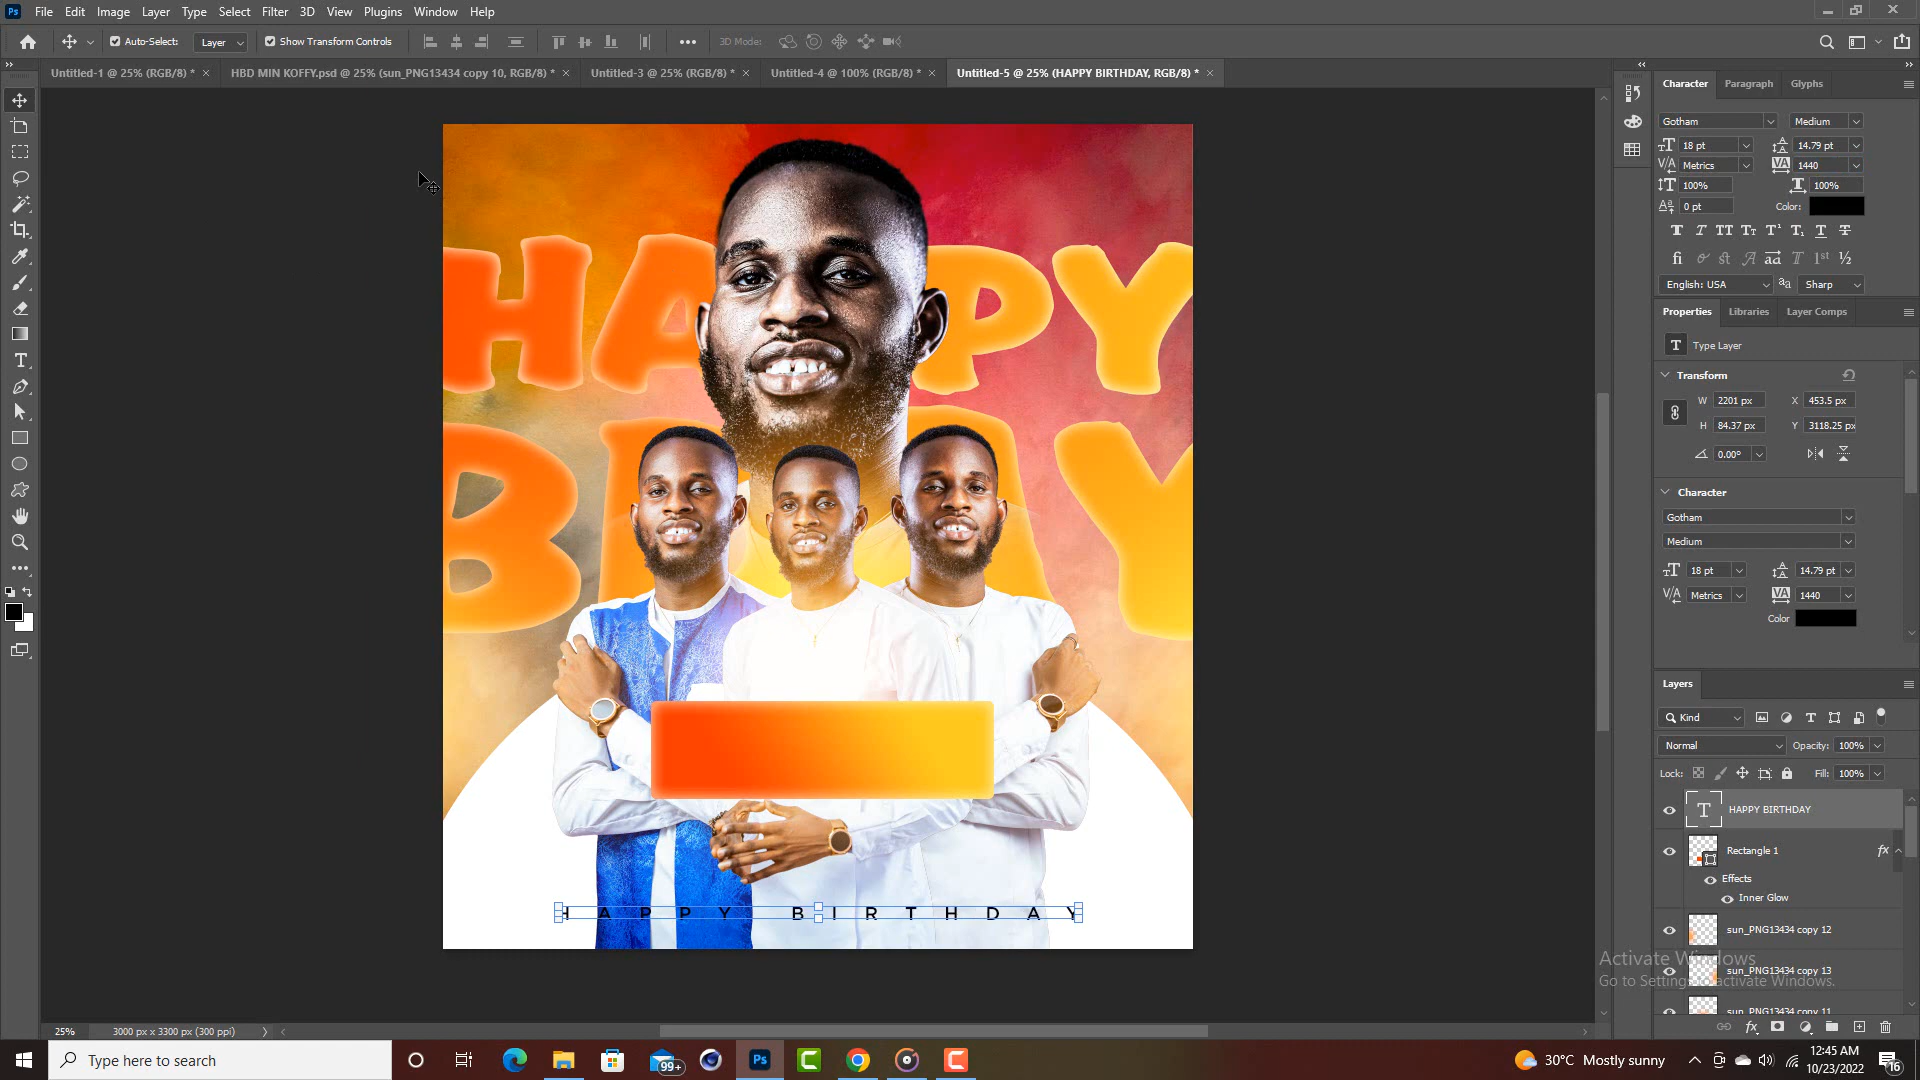 Ps File Edit Image Layer Type Select Filter 3D View Plugins Window Help
Auto-Select: Layer Show Transform Controls 3D Mode:
Untitled-1 @ 25% (RGB/8) * HBD MIN KOFFY.psd @ 25% (sun_PNG13434 copy 10, RGB/8) * Untitled-3 @ 25% (RGB/8) * Untitled-4 @ 100% (RGB/8) * Untitled-5 @ 25% (HAPPY BIRTHDAY, RGB/8) *
HAPPY
HAPPY BIRTHDAY
Character Paragraph Glyphs
Gotham Medium
18 pt 14.79 pt
Metrics 1440
100% 100%
0 pt Color:
English: USA Sharp
Properties Libraries Layer Comps
Type Layer
Transform
W 2201 px X 453.5 px
H 84.37 px Y 3118.25 px
0.00°
Character
Gotham
Medium
18 pt 14.79 pt
Metrics 1440
Color
Layers
Kind
Normal Opacity: 100%
Lock: Fill: 100%
HAPPY BIRTHDAY
Rectangle 1 fx
Effects
Inner Glow
sun_PNG13434 copy 12
Activate Windows
sun_PNG13434 copy 13
Go to Settings to activate Windows.
sun_PNG13434 copy 11
25% 3000 px x 3300 px (300 ppi)
Type here to search 99+ Ps 30°C Mostly sunny 12:45 AM
10/23/2022 16